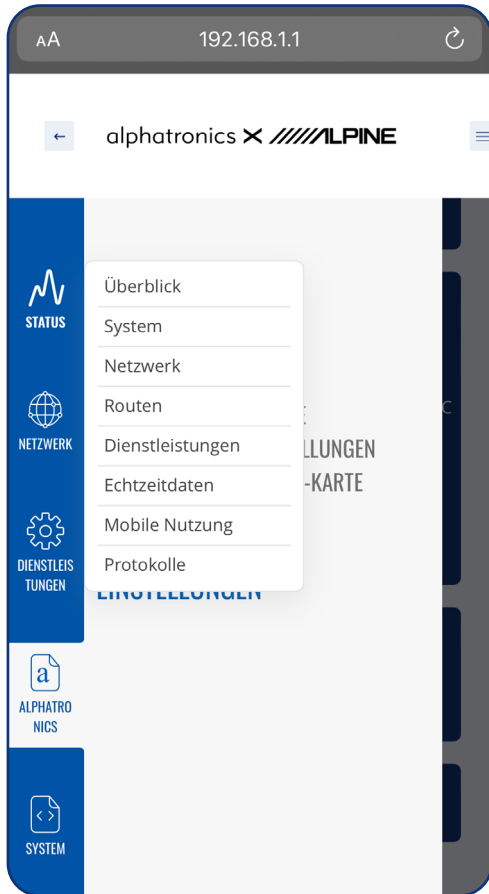 AA
192.168.1.1
alphatronics X ALPINE
STATUS
NETZWERK
DIENSTLEIS
TUNGEN
a
ALPHATRO
NICS
SYSTEM
Überblick
System
Netzwerk
Routen
Dienstleistungen
Echtzeitdaten
Mobile Nutzung
Protokolle
LLUNGEN
-KARTE
EINSTELLUNGEN
C